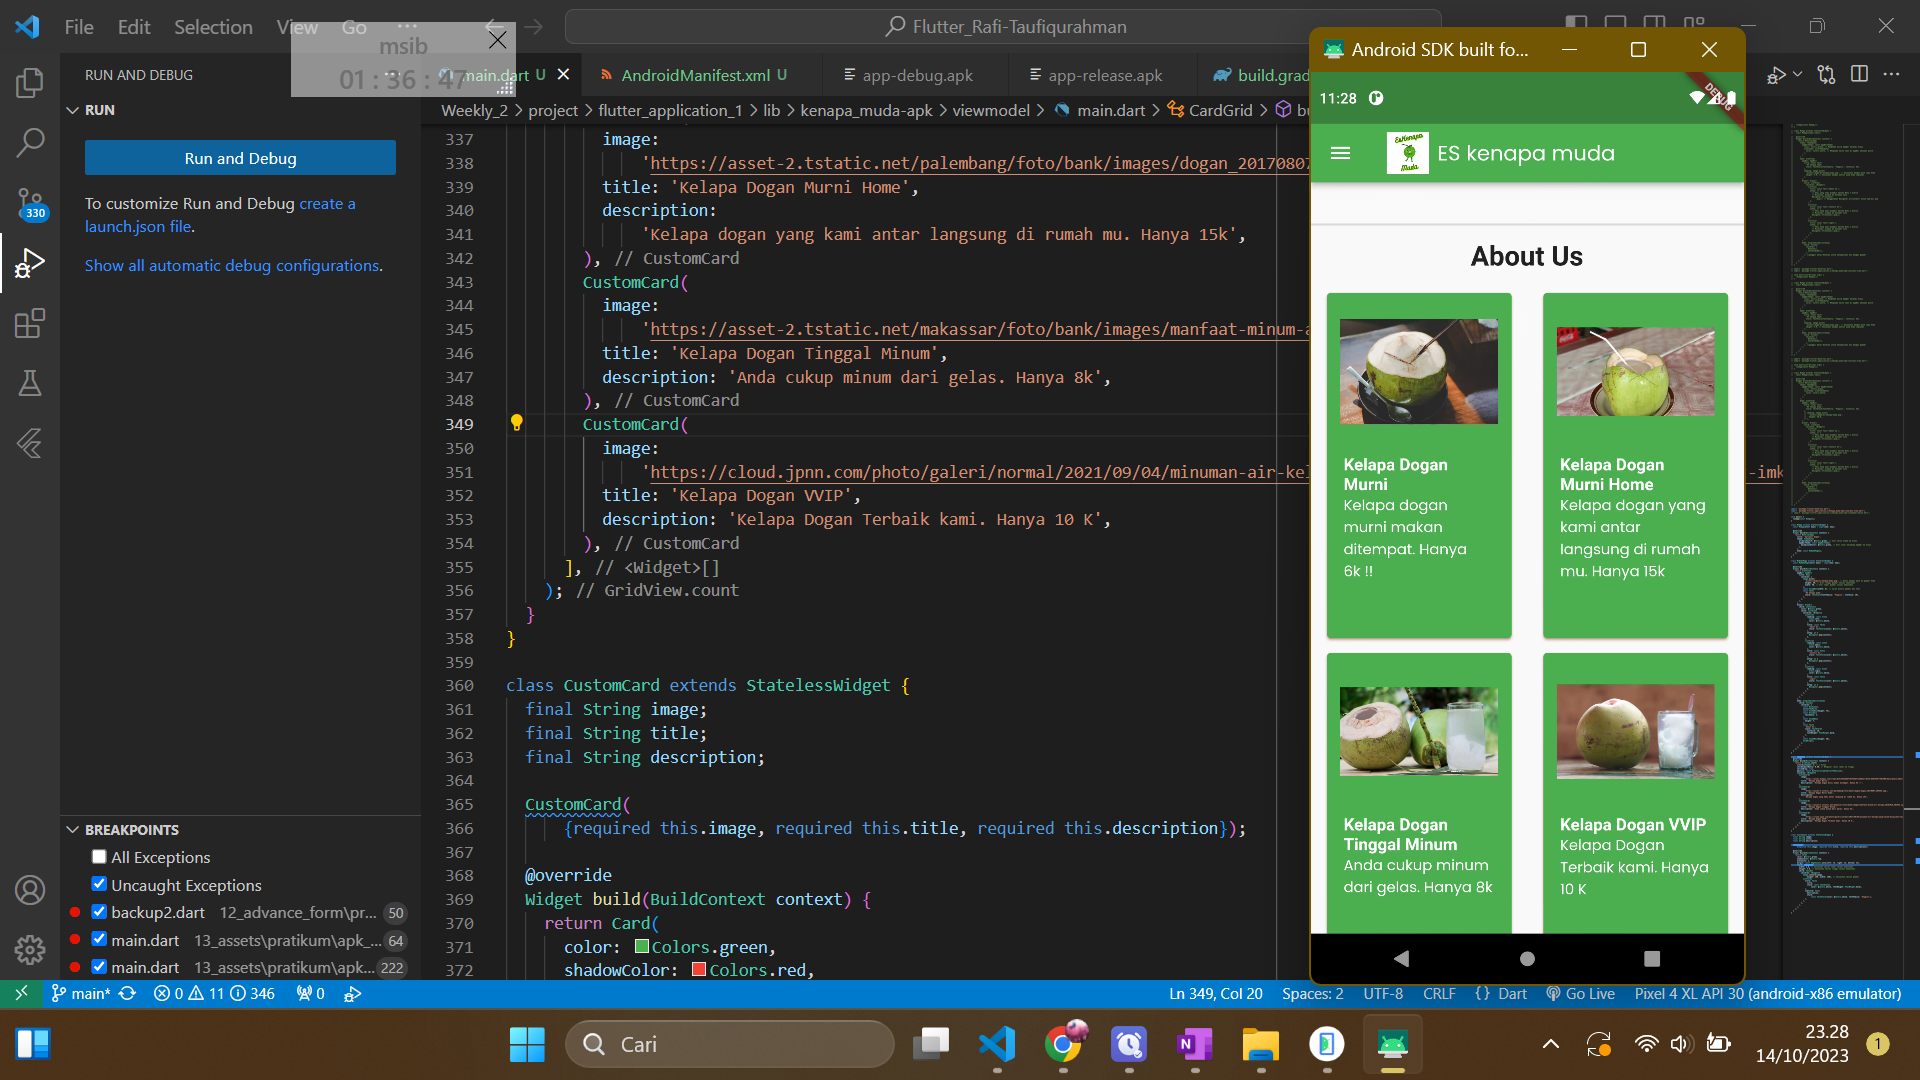 File Edit Selection View Go ...
Flutter_Rafi-Taufiqurahman
msib
01 : 36 : 47
RUN AND DEBUG
main.dart U
AndroidManifest.xml U
app-debug.apk
app-release.apk
build.grad
RUN
Weekly_2 > project > flutter_application_1 > lib > kenapa_muda-apk > viewmodel > main.dart > CardGrid >
Run and Debug
To customize Run and Debug create a
launch.json file.
Show all automatic debug configurations.
330
337 image:
338 'https://asset-2.tstatic.net/palembang/foto/bank/images/dogan_20170807
339 title: 'Kelapa Dogan Murni Home',
340 description:
341 'Kelapa dogan yang kami antar langsung di rumah mu. Hanya 15k',
342 ), // CustomCard
343 CustomCard(
344 image:
345 'https://asset-2.tstatic.net/makassar/foto/bank/images/manfaat-minum-a
346 title: 'Kelapa Dogan Tinggal Minum',
347 description: 'Anda cukup minum dari gelas. Hanya 8k',
348 ), // CustomCard
349 CustomCard(
350 image:
351 'https://cloud.jpnn.com/photo/galeri/normal/2021/09/04/minuman-air-kel
-imk
352 title: 'Kelapa Dogan VVIP',
353 description: 'Kelapa Dogan Terbaik kami. Hanya 10 K',
354 ), // CustomCard
355 ], // <Widget>[]
356 ); // GridView.count
357 }
358 }
359
360 class CustomCard extends StatelessWidget {
361 final String image;
362 final String title;
363 final String description;
364
365 CustomCard(
366 {required this.image, required this.title, required this.description});
367
368 @override
369 Widget build(BuildContext context) {
370 return Card(
371 color: Colors.green,
372 shadowColor: Colors.red,
BREAKPOINTS
All Exceptions
Uncaught Exceptions
backup2.dart 12_advance_form\pr... 50
main.dart 13_assets\pratikum\apk_... 64
main.dart 13_assets\pratikum\apk... 222
Android SDK built fo...
11:28
DEBUG
EsKenapa
Muda
ES kenapa muda
About Us
Kelapa Dogan
Murni
Kelapa dogan
murni makan
ditempat. Hanya
6k !!
Kelapa Dogan
Murni Home
Kelapa dogan yang
kami antar
langsung di rumah
mu. Hanya 15k
Kelapa Dogan
Tinggal Minum
Anda cukup minum
dari gelas. Hanya 8k
Kelapa Dogan VVIP
Kelapa Dogan
Terbaik kami. Hanya
10 K
main* 0 11 346 0
Ln 349, Col 20 Spaces: 2 UTF-8 CRLF {} Dart Go Live Pixel 4 XL API 30 (android-x86 emulator)
Cari
23.28
14/10/2023
1